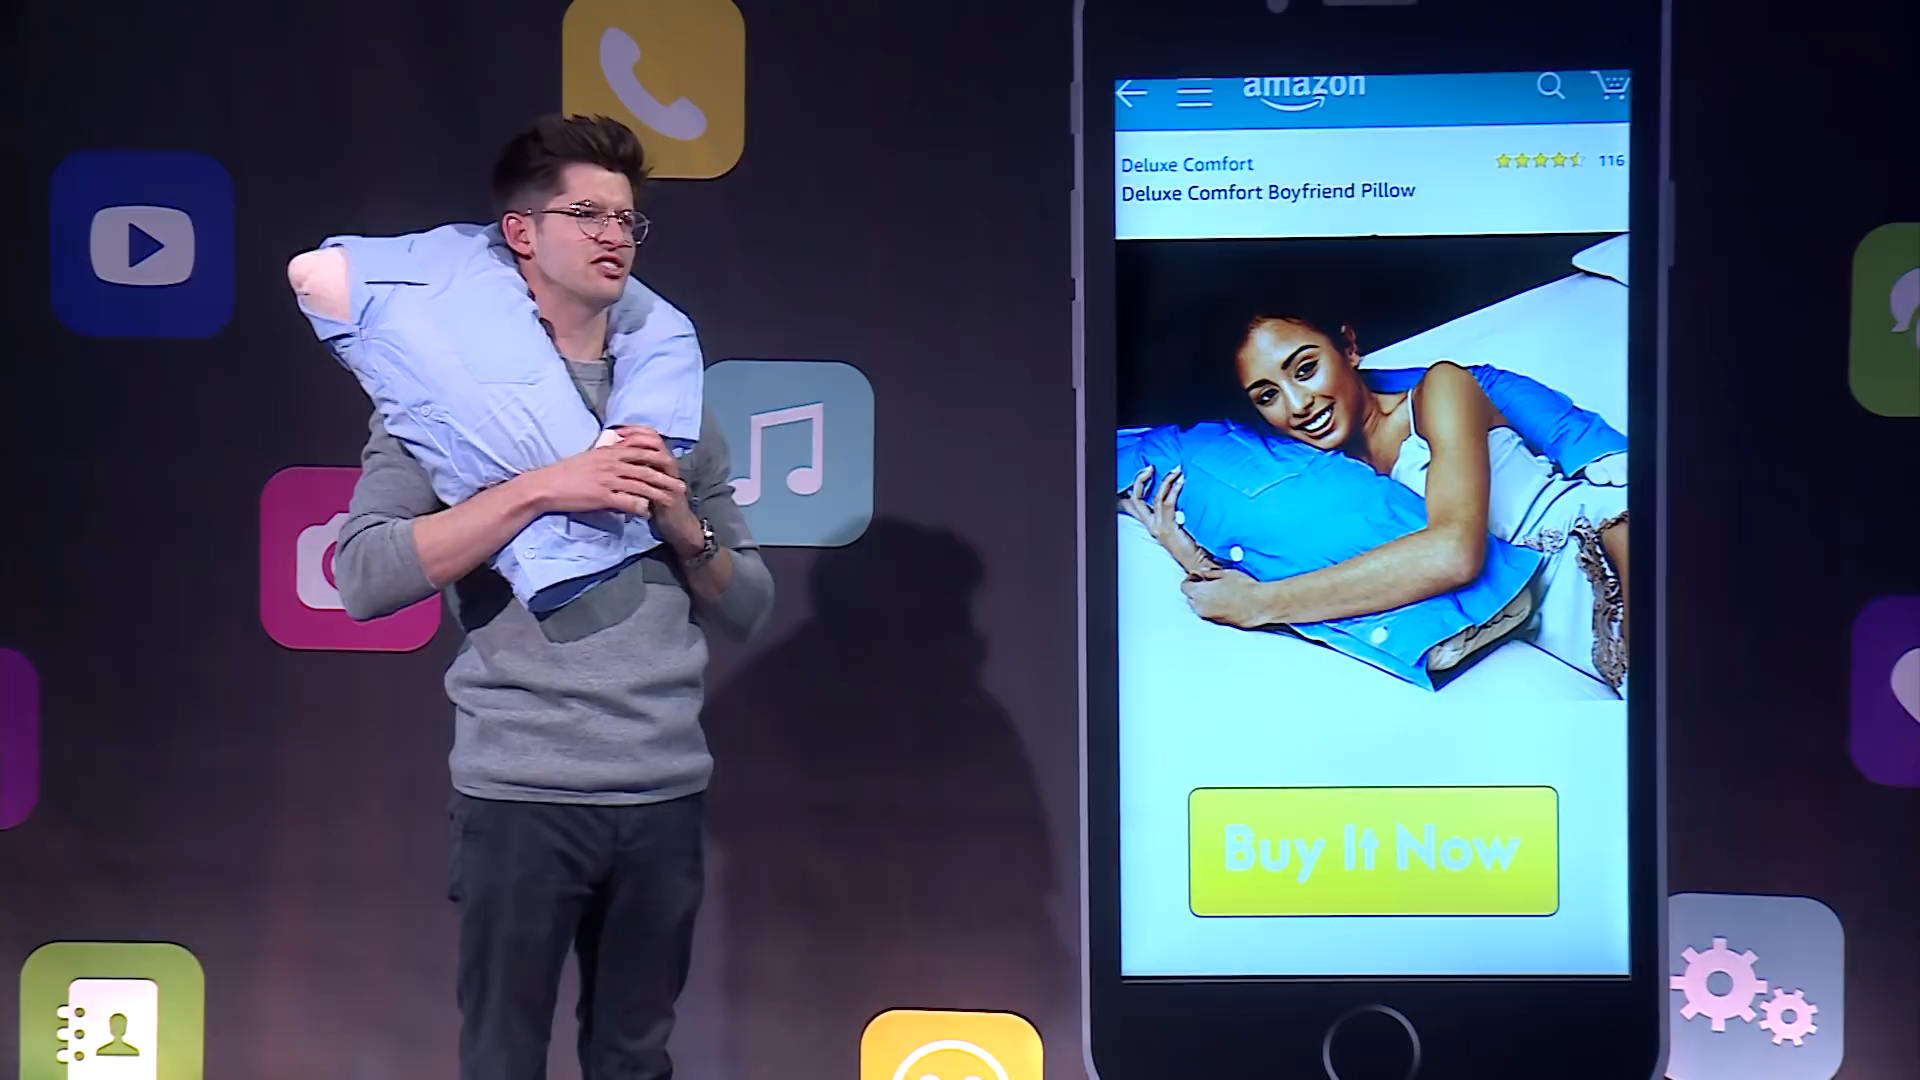 amazon
Deluxe Comfort
116
Deluxe Comfort Boyfriend Pillow
Buy It Now